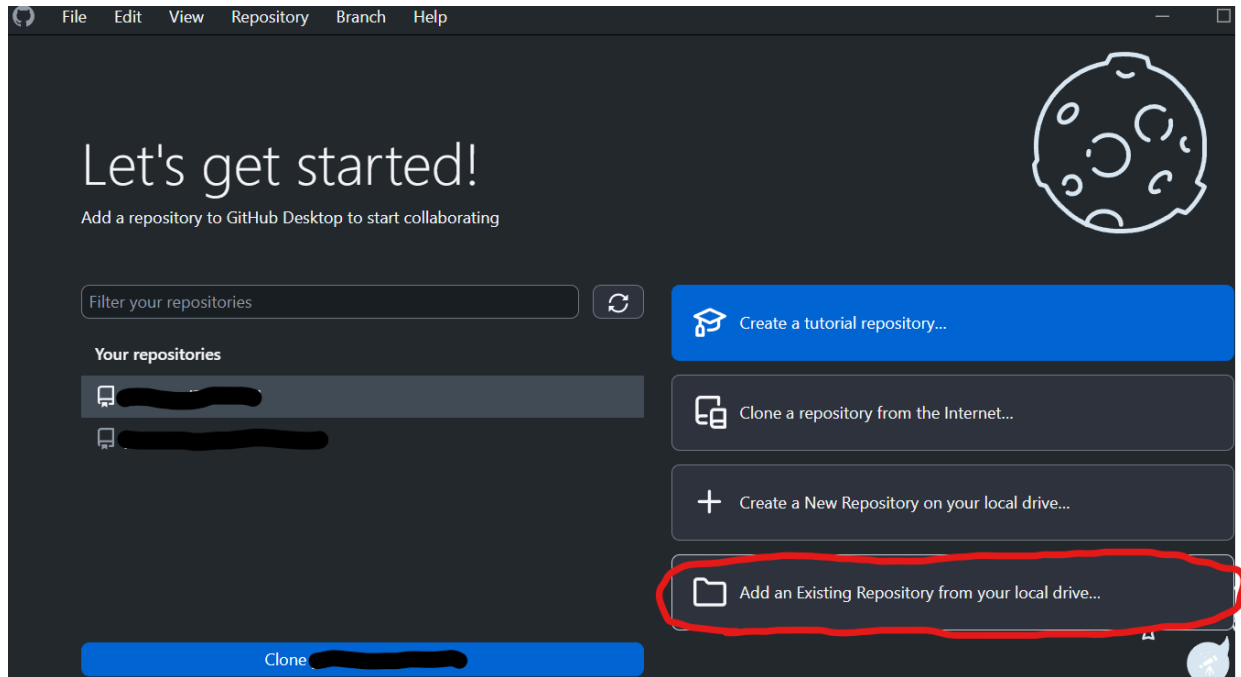 File Edit View Repository Branch Help
Let's get started!
Add a repository to GitHub Desktop to start collaborating
Filter your repositories
Your repositories
Clone
Create a tutorial repository...
Clone a repository from the Internet...
Create a New Repository on your local drive...
Add an Existing Repository from your local drive...